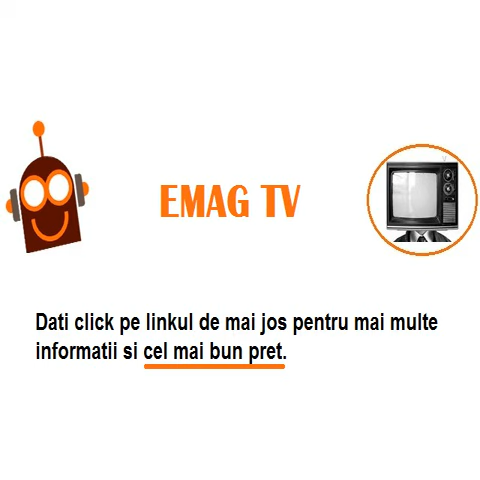 EMAG TV
Dati click pe linkul de mai jos pentru mai multe
informatii si cel mai bun pret.